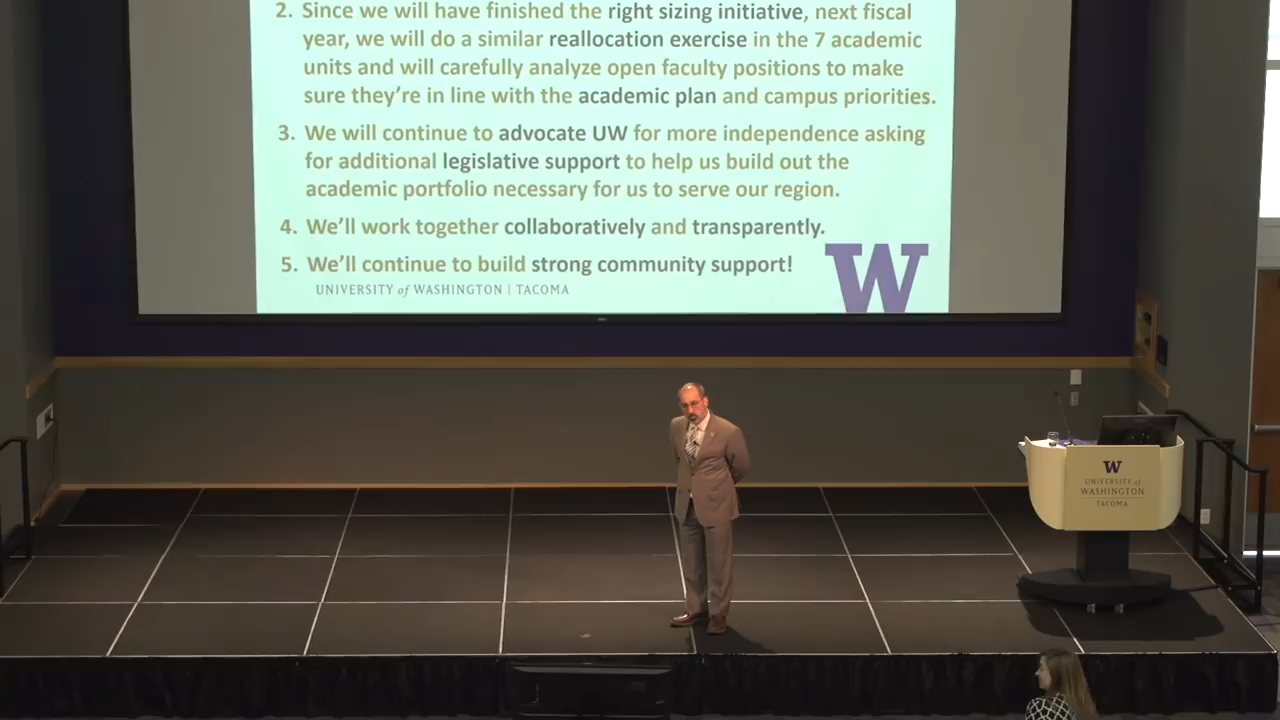 2. Since we will have finished the right sizing initiative, next fiscal
year, we will do a similar reallocation exercise in the 7 academic
units and will carefully analyze open faculty positions to make
sure they're in line with the academic plan and campus priorities.
3. We will continue to advocate UW for more independence asking
for additional legislative support to help us build out the
academic portfolio necessary for us to serve our region.
4. We'll work together collaboratively and transparently.
5. We'll continue to build strong community support!
UNIVERSITY of WASHINGTON | TACOMA
W
W
UNIVERSITY of
WASHINGTON
TACOMA